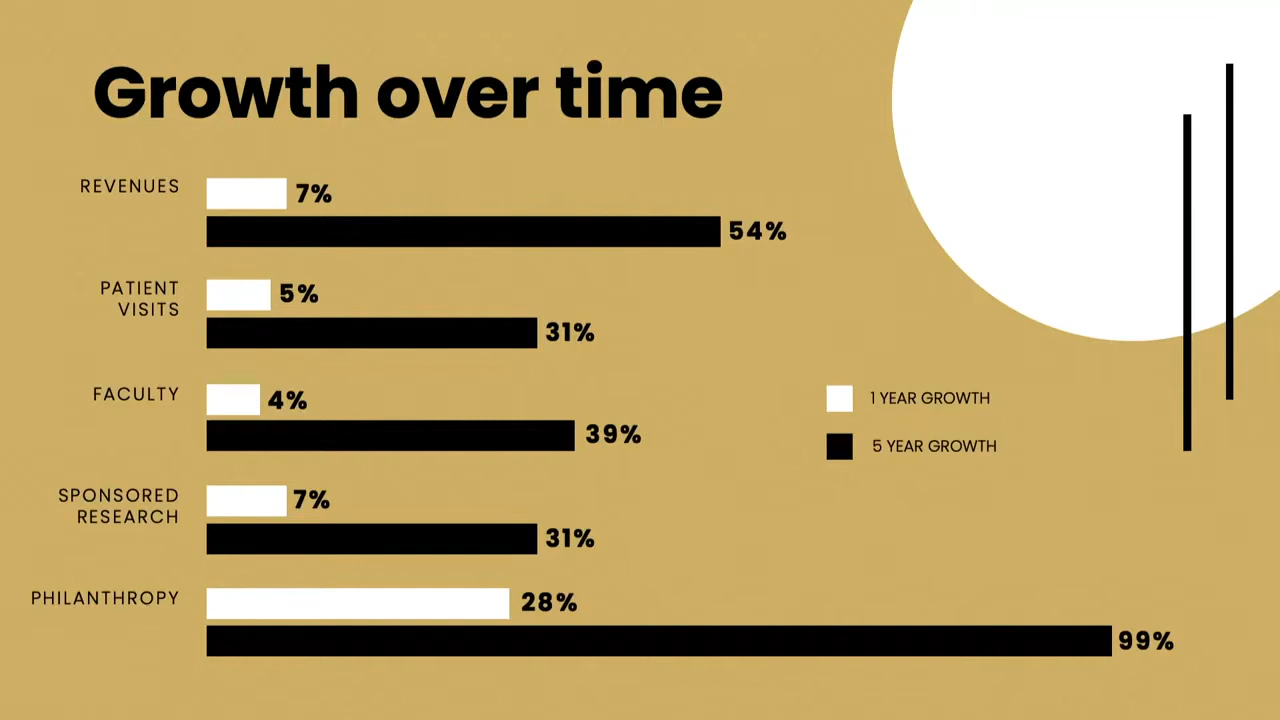 Growth over time
REVENUES
7%
54%
PATIENT
VISITS
5%
31%
FACULTY
4%
39%
1 YEAR GROWTH
5 YEAR GROWTH
SPONSORED
RESEARCH
7%
31%
PHILANTHROPY
28%
99%